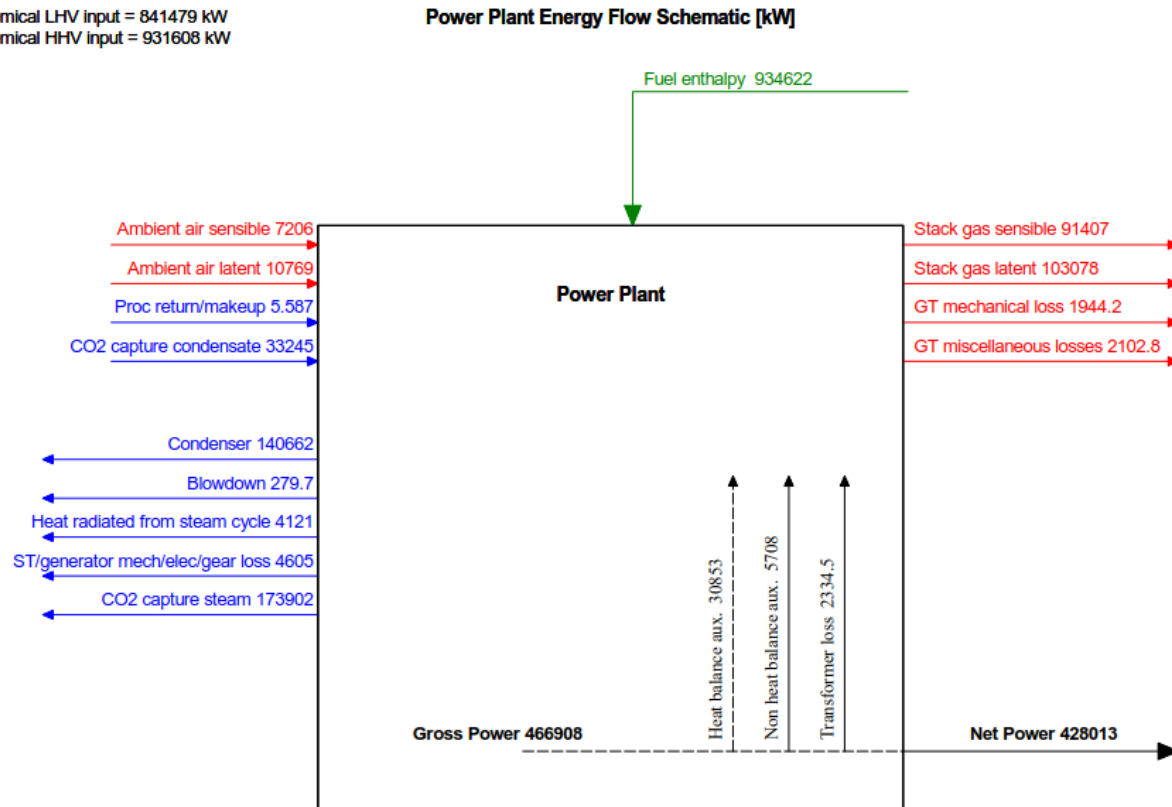 mical LHV input = 841479 kW
mical HHV input = 931608 kW
Power Plant Energy Flow Schematic [kW]
Fuel enthalpy 934622
Ambient air sensible 7206
Ambient air latent 10769
Proc return/makeup 5.587
CO2 capture condensate 33245
Power Plant
Stack gas sensible 91407
Stack gas latent 103078
GT mechanical loss 1944.2
GT miscellaneous losses 2102.8
Condenser 140662
Blowdown 279.7
Heat radiated from steam cycle 4121
ST/generator mech/elec/gear loss 4605
CO2 capture steam 173902
Heat balance aux. 30853
Non heat balance aux. 5708
Transformer loss 2334.5
Gross Power 466908
Net Power 428013